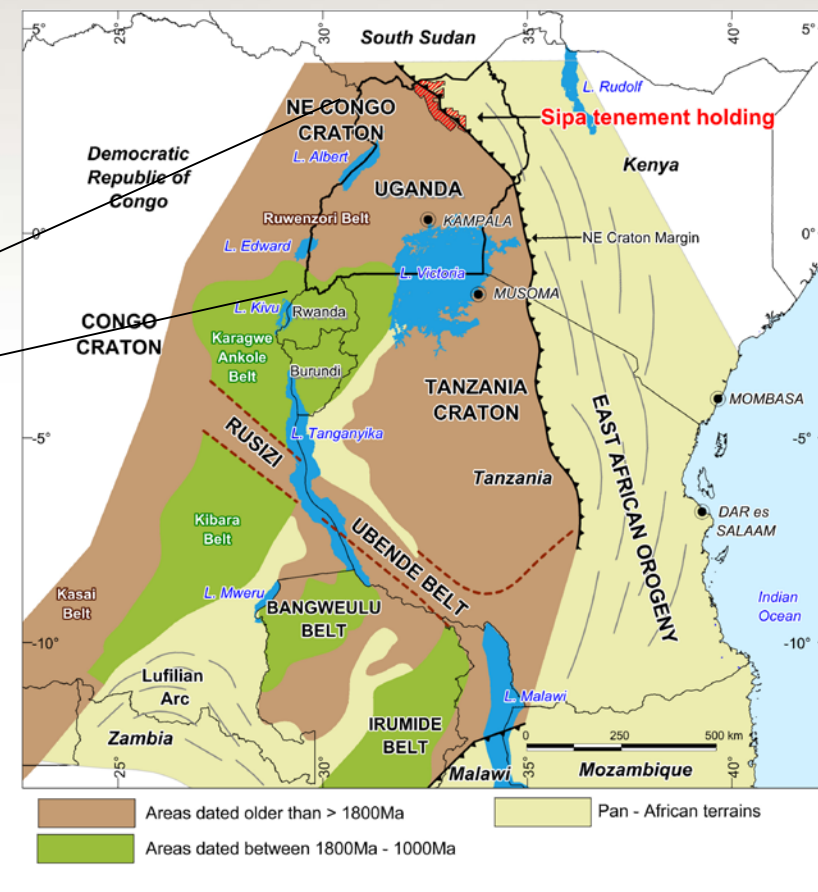 -5°
25°
30°
35°
40°
5°
South Sudan
L. Rudolf
NE CONGO
CRATON
Sipa tenement holding
Democratic
Republic of
Congo
L. Albert
Kenya
UGANDA
Ruwenzori Belt
KAMPALA
0°
0°
L. Edward
NE Craton Margin
L. Victoria
MUSOMA
L. Kivu
Rwanda
CONGO
CRATON
Karagwe
Ankole
Belt
Burundi
TANZANIA
CRATON
MOMBASA
-5°
-5°
RUSIZI
L. Tanganyika
EAST AFRICAN OROGENY
Tanzania
Kibara
Belt
DAR es
SALAAM
UBENDE BELT
Kasai
Belt
L. Mweru
BANGWEULU
BELT
Indian
Ocean
-10°
-10°
Lufilian
Arc
L. Malawi
Zambia
IRUMIDE
BELT
0
250
500 km
Malawi
Mozambique
25°
30°
35°
40°
Areas dated older than > 1800Ma
Pan - African terrains
Areas dated between 1800Ma - 1000Ma